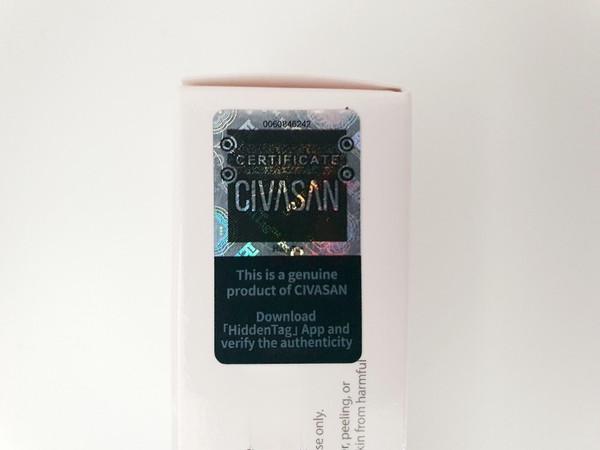 0060846242
CERTIFICATE
CIVASAN
This is a genuine
product of CIVASAN
Download
「HiddenTag」 App and
verify the authenticity
se only.
r, peeling, or
kin from harmful